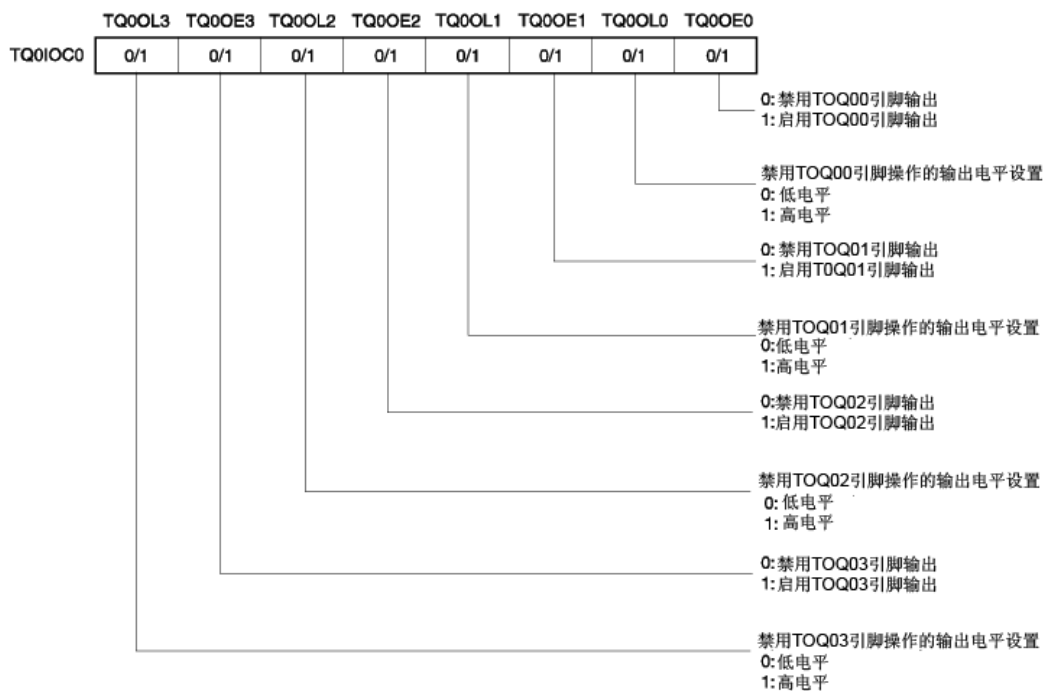 TQ0OL3 TQ0OE3 TQ0OL2 TQ0OE2 TQ0OL1 TQ0OE1 TQ0OL0 TQ0OE0
TQ0IOC0 0/1 0/1 0/1 0/1 0/1 0/1 0/1 0/1
0:禁用TOQ00引脚输出
1:启用TOQ00引脚输出
禁用TOQ00引脚操作的输出电平设置
0:低电平
1:高电平
0:禁用TOQ01引脚输出
1:启用T0Q01引脚输出
禁用TOQ01引脚操作的输出电平设置
0:低电平
1:高电平
0:禁用TOQ02引脚输出
1:启用TOQ02引脚输出
禁用TOQ02引脚操作的输出电平设置
0:低电平
1:高电平
0:禁用TOQ03引脚输出
1:启用TOQ03引脚输出
禁用TOQ03引脚操作的输出电平设置
0:低电平
1:高电平